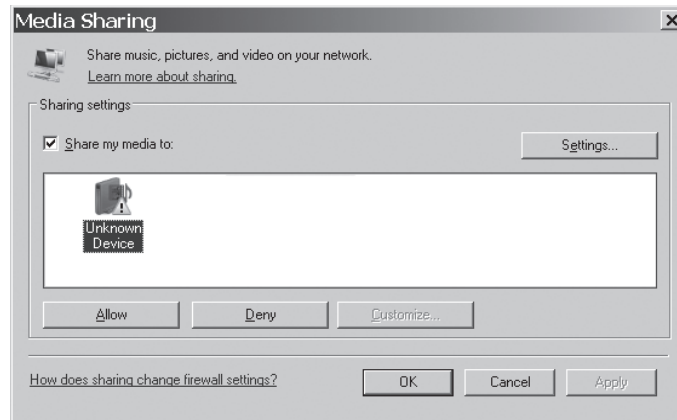 Media Sharing
Share music, pictures, and video on your network.
Learn more about sharing.
Sharing settings
Share my media to:
Settings...
Unknown
Device
Allow
Deny
Customize...
How does sharing change firewall settings?
OK
Cancel
Apply